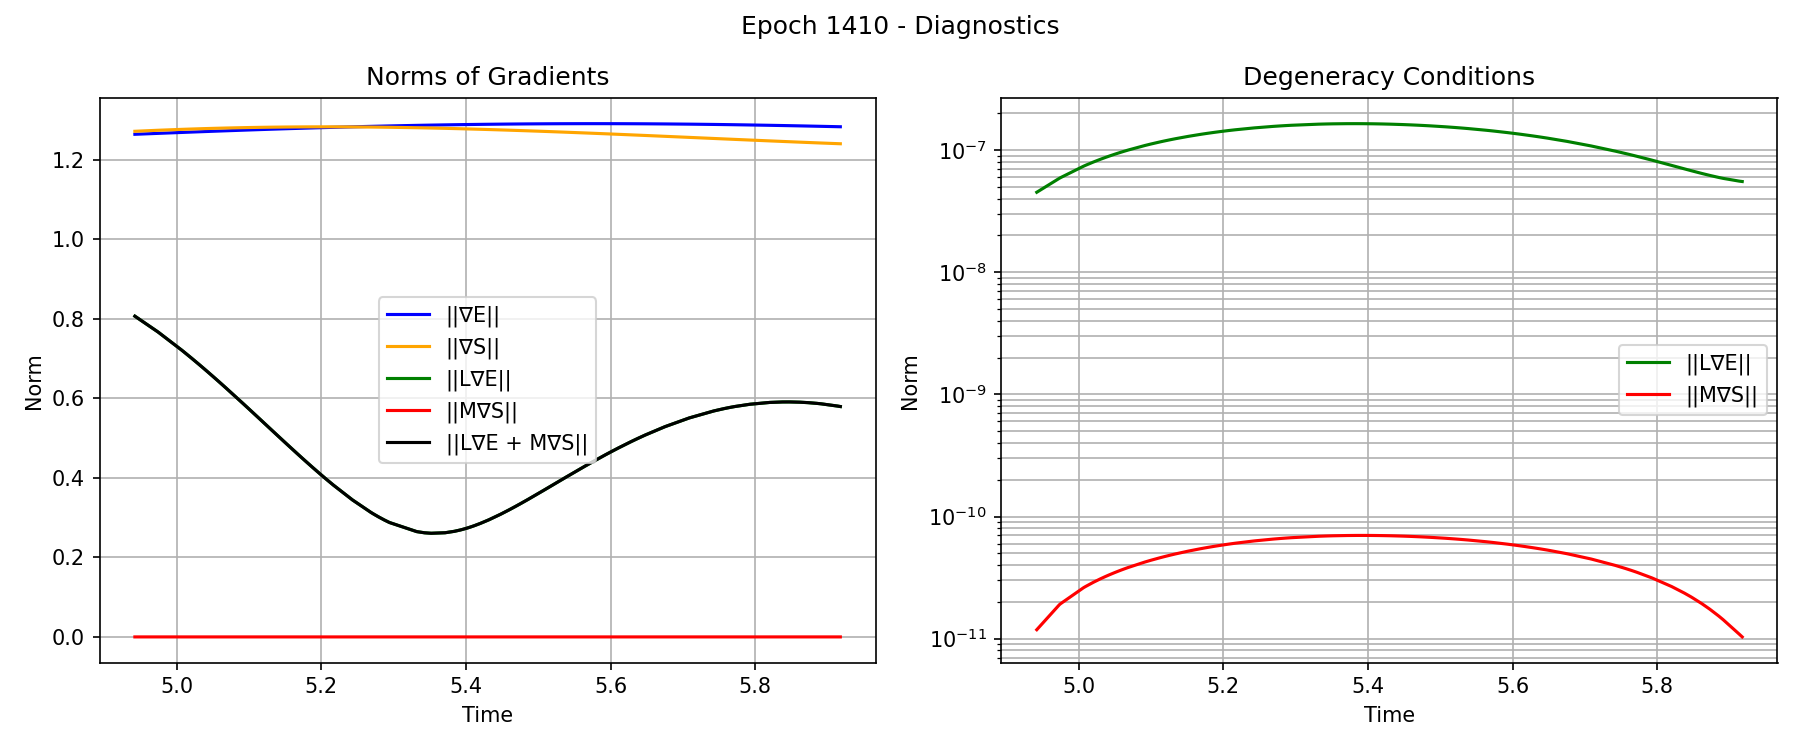 Epoch 1410 - Diagnostics
Norms of Gradients
Norm
1.2
1.0
0.8
0.6
0.4
0.2
0.0
||∇E||
||∇S||
||L∇E||
||M∇S||
||L∇E + M∇S||
5.0 5.2 5.4 5.6 5.8
Time
Degeneracy Conditions
Norm
10⁻⁷
10⁻⁸
10⁻⁹
10⁻¹⁰
10⁻¹¹
||L∇E||
||M∇S||
5.0 5.2 5.4 5.6 5.8
Time